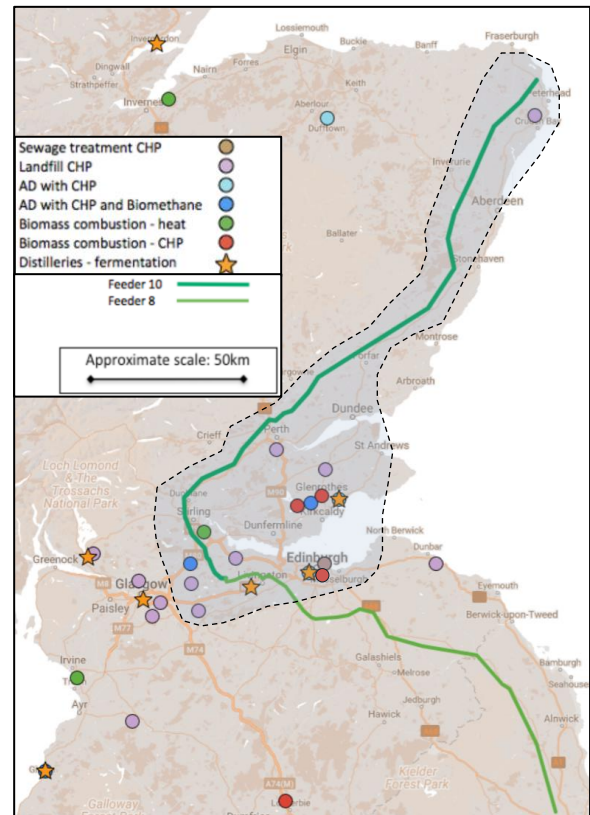 Lossiemouth
Fraserburgh
Buckie
Banff
Elgin
Invergordon
Forres
Dingwall
Nairn
Keith
Strathpeffer
Peterhead
Inverness
Aberlour
Cruden Bay
Dufftown
Sewage treatment CHP
Landfill CHP
AD with CHP
AD with CHP and Biomethane
Biomass combustion - heat
Biomass combustion - CHP
Distilleries - fermentation
Inverurie
Aberdeen
Ballater
Stonehaven
Feeder 10
Feeder 8
Montrose
Approximate scale: 50km
Forfar
Arbroath
Dundee
Crieff
Perth
St Andrews
Loch Lomond
& The
Trossachs
National Park
Glenrothes
Dunblane
M90
Kirkcaldy
Stirling
Dunfermline
North Berwick
Dunbar
Greenock
Edinburgh
Livingston
Musselburgh
M8
Glasgow
Eyemouth
Paisley
Berwick-upon-Tweed
M77
M74
Irvine
Galashiels
Bamburgh
Melrose
Seahouses
Ayr
Jedburgh
Hawick
Alnwick
Kielder
Forest Park
A74(M)
Lockerbie
Galloway
Forest Park
Dumfries